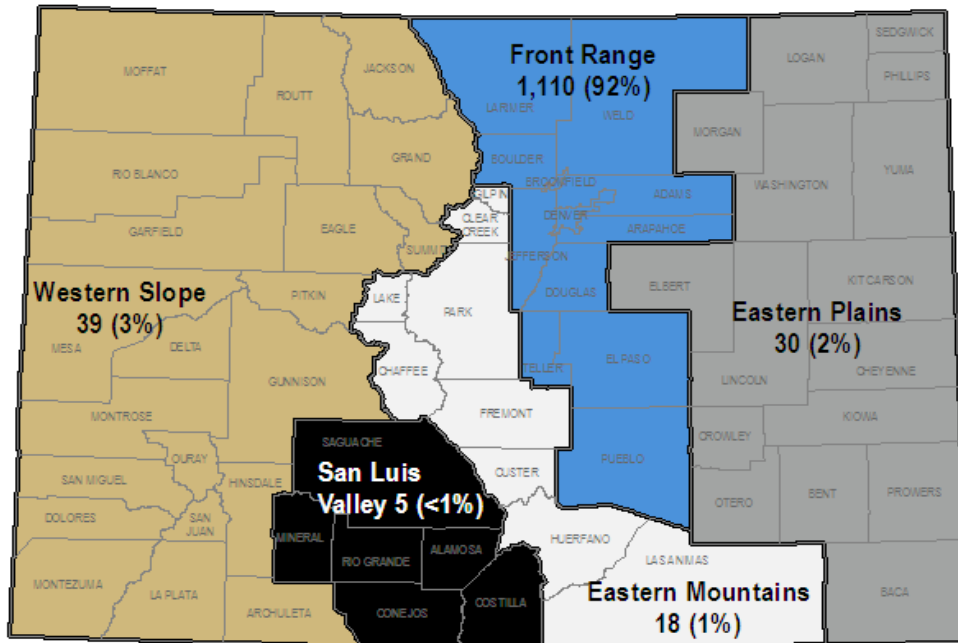 Front Range
1,110 (92%)
Western Slope
39 (3%)
Eastern Plains
30 (2%)
San Luis
Valley 5 (<1%)
Eastern Mountains
18 (1%)
MOFFAT
ROUTT
JACKSON
LARIMER
WELD
LOGAN
SEDGWICK
PHILLIPS
MORGAN
GRAND
BOULDER
RIO BLANCO
BROOMFIELD
ADAMS
WASHINGTON
YUMA
GILPIN
CLEAR
CREEK
DENVER
ARAPAHOE
GARFIELD
EAGLE
SUMMIT
JEFFERSON
DOUGLAS
ELBERT
KIT CARSON
PITKIN
LAKE
PARK
MESA
DELTA
GUNNISON
CHAFFEE
TELLER
EL PASO
LINCOLN
CHEYENNE
MONTROSE
FREMONT
KIOWA
CROWLEY
SAGUACHE
OURAY
SAN MIGUEL
HINSDALE
CUSTER
PUEBLO
OTERO
BENT
PROWERS
DOLORES
SAN
JUAN
MINERAL
RIO GRANDE
ALAMOSA
HUERFANO
LAS ANIMAS
MONTEZUMA
LA PLATA
ARCHULETA
CONEJOS
COSTILLA
BACA